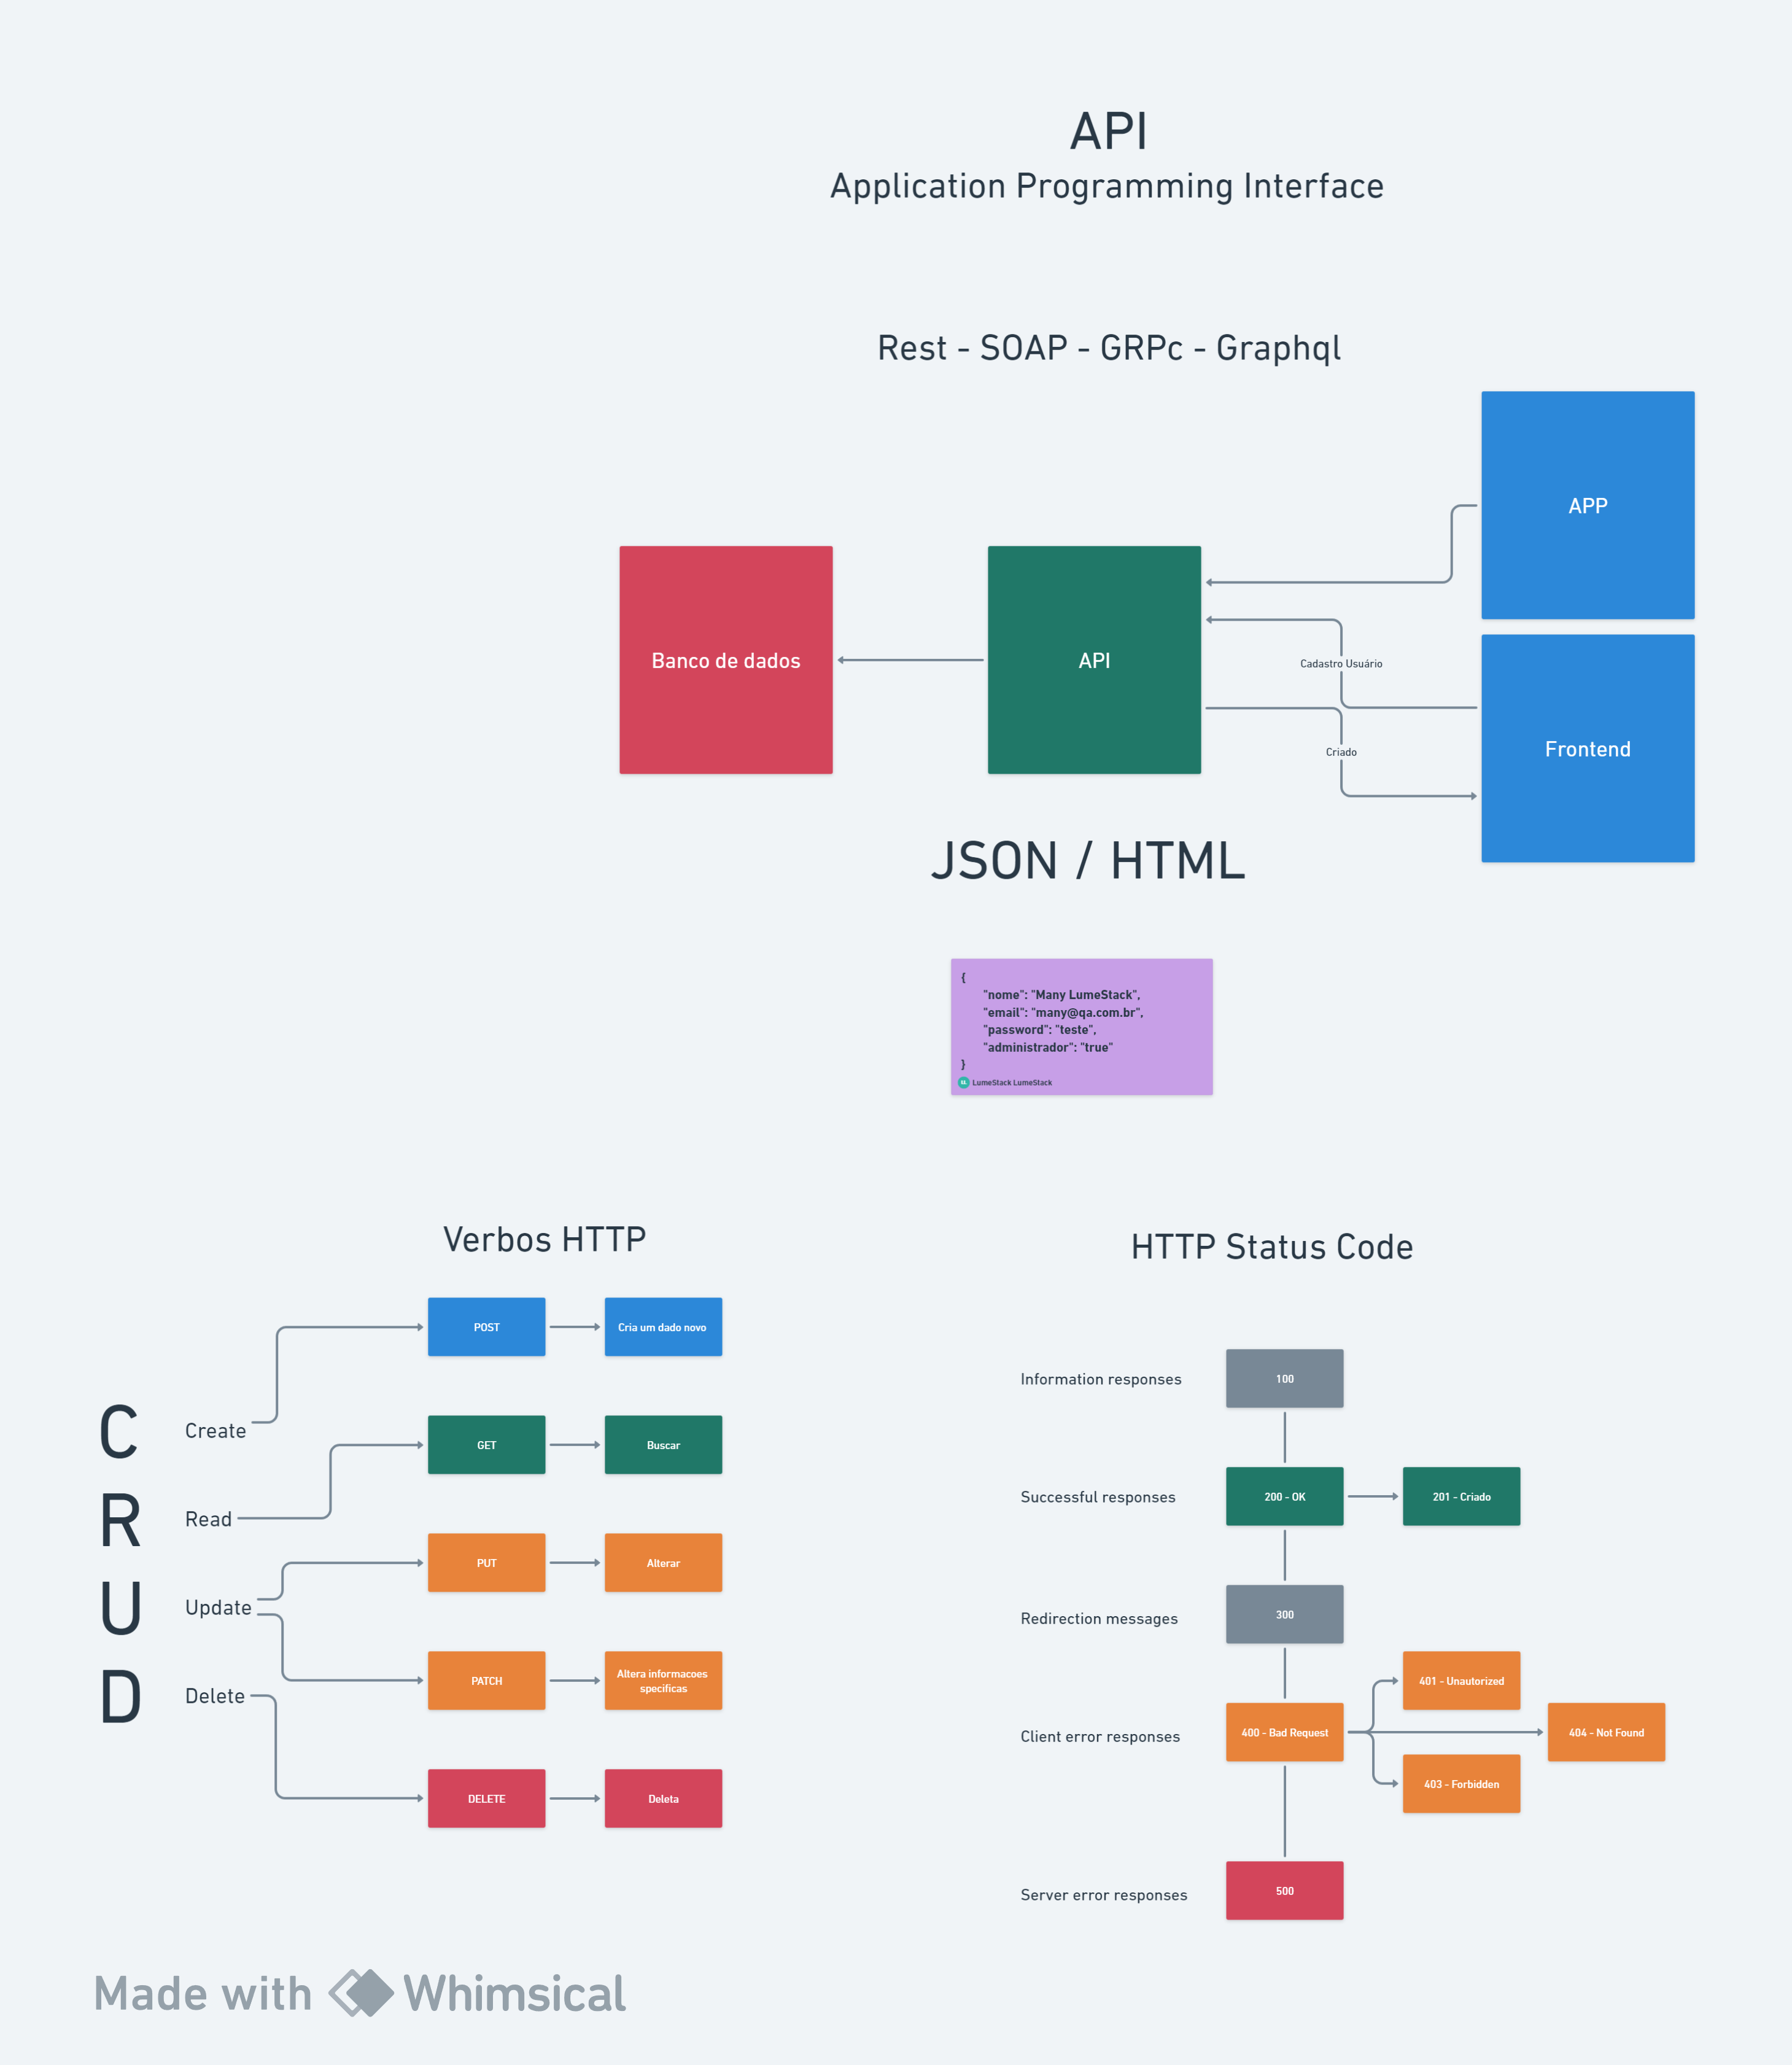 API
Application Programming Interface
Rest - SOAP - GRPc - Graphql
APP
Banco de dados
API
Cadastro Usuário
Criado
Frontend
JSON / HTML
{
"nome": "Many LumeStack",
"email": "many@qa.com.br",
"password": "teste",
"administrador": "true"
}
LL LumeStack LumeStack
Verbos HTTP
C Create
R Read
U Update
D Delete
POST
Cria um dado novo
GET
Buscar
PUT
Alterar
PATCH
Altera informacoes
specificas
DELETE
Deleta
HTTP Status Code
Information responses
100
Successful responses
200 - OK
201 - Criado
Redirection messages
300
Client error responses
400 - Bad Request
401 - Unautorized
404 - Not Found
403 - Forbidden
Server error responses
500
Made with Whimsical